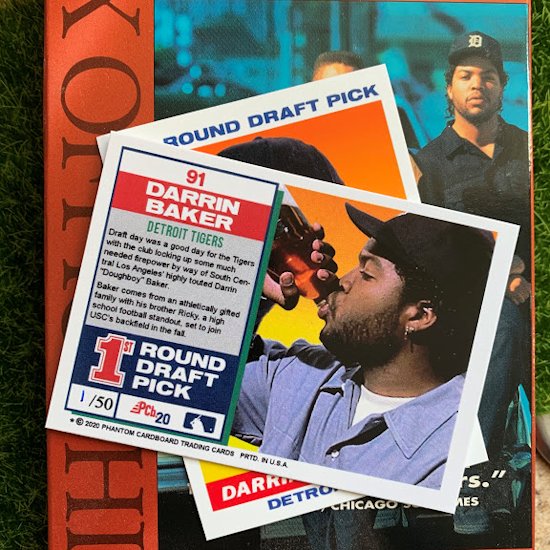 ROUND DRAFT PICK
91
DARRIN
BAKER
DETROIT TIGERS
Draft day was a good day for the Tigers
with the club locking up some much
needed firepower by way of South Cen-
tral Los Angeles' highly touted Darrin
"Doughboy" Baker.
Baker comes from an athletically gifted
family with his brother Ricky, a high
school football standout, set to join
USC's backfield in the fall.
1ST ROUND
DRAFT
PICK
1/50
PCb 20
* © 2020 PHANTOM CARDBOARD TRADING CARDS PRTD. IN U.S.A.
DARRIN
DETRO
rs."
CHICAGO
MES
D